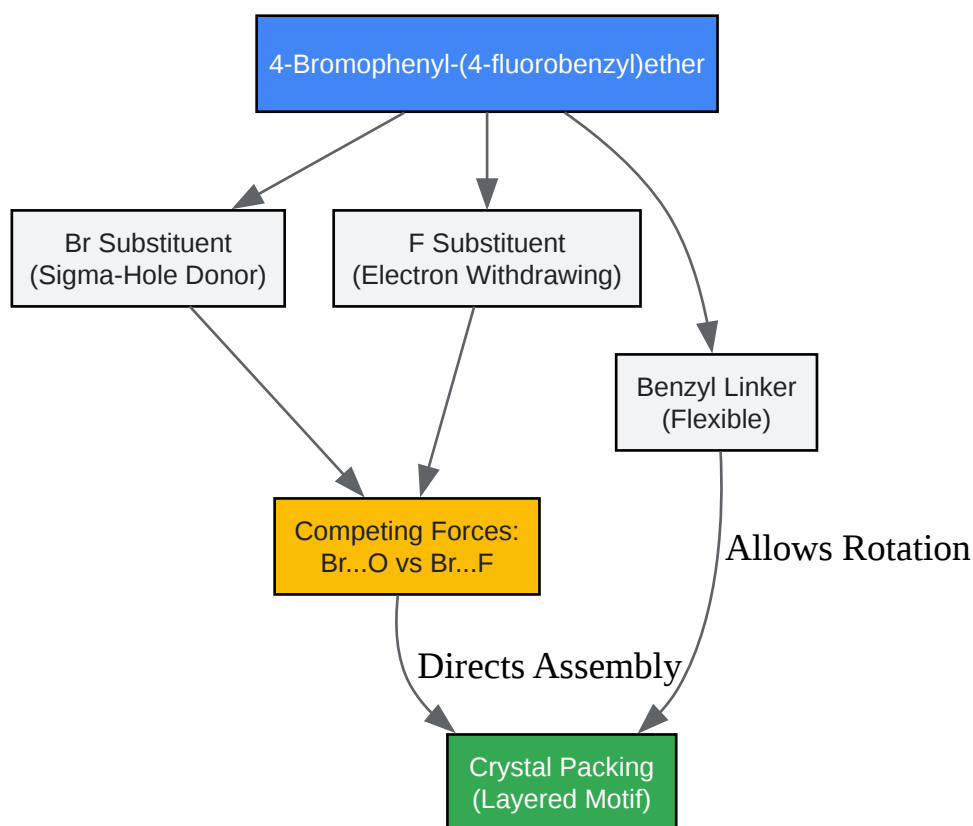 4-Bromophenyl-(4-fluorobenzyl)ether
Br Substituent
(Sigma-Hole Donor)
F Substituent
(Electron Withdrawing)
Benzyl Linker
(Flexible)
Competing Forces:
Br...O vs Br...F
Allows Rotation
Directs Assembly
Crystal Packing
(Layered Motif)